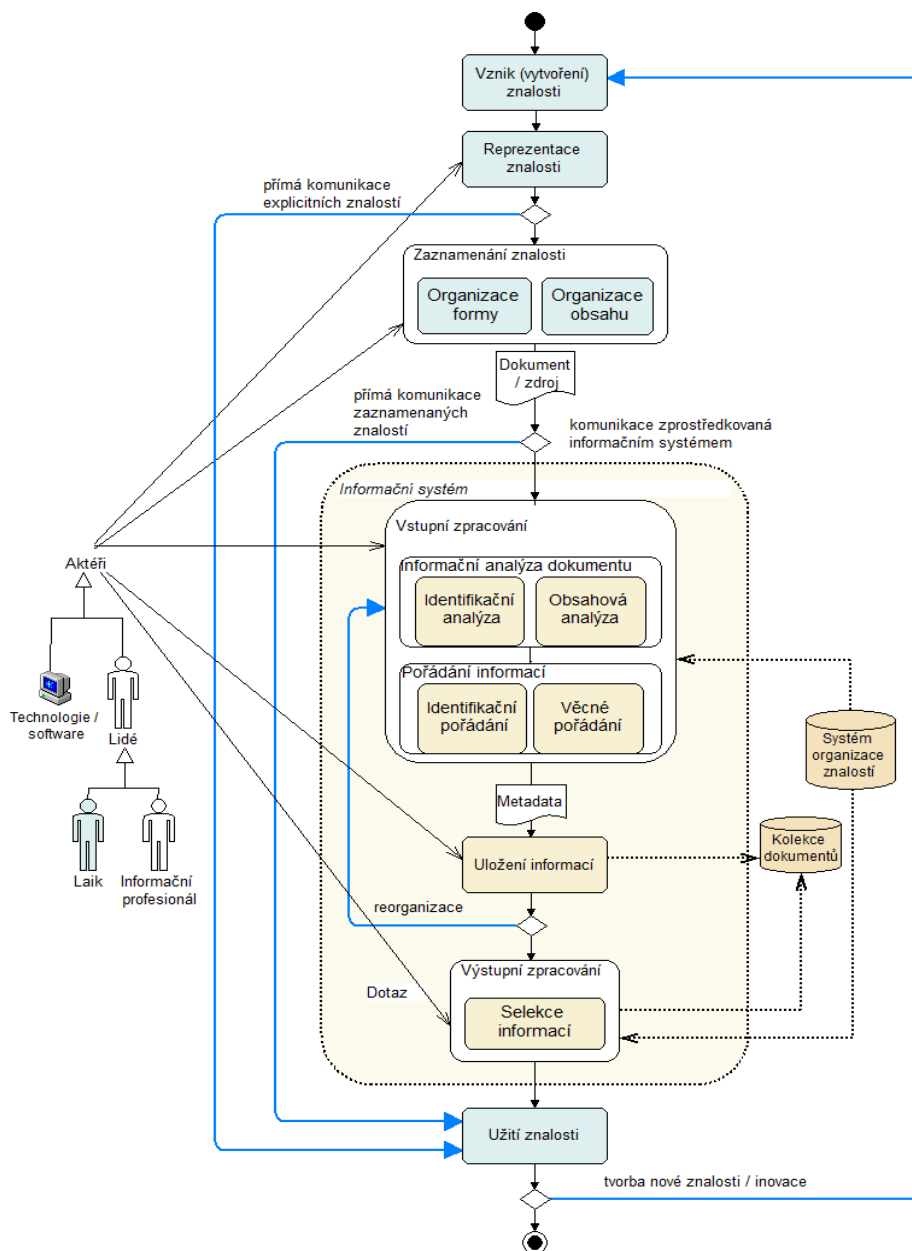 Vznik (vytvoření)
znalosti
Reprezentace
znalosti
přímá komunikace
explicitních znalostí
Zaznamenání znalosti
Organizace
formy
Organizace
obsahu
Dokument
/ zdroj
přímá komunikace
zaznamenaných
znalostí
komunikace zprostředkovaná
informačním systémem
Informační systém
Vstupní zpracování
Aktéři
Informační analýza dokumentu
Identifikační
analýza
Obsahová
analýza
Pořádání informací
Identifikační
pořádání
Věcné
pořádání
Technologie /
software
Lidé
Systém
organizace
znalostí
Metadata
Kolekce
dokumentů
Uložení informací
Laik
Informační
profesionál
reorganizace
Výstupní zpracování
Dotaz
Selekce
informací
Užití znalosti
tvorba nové znalosti / inovace